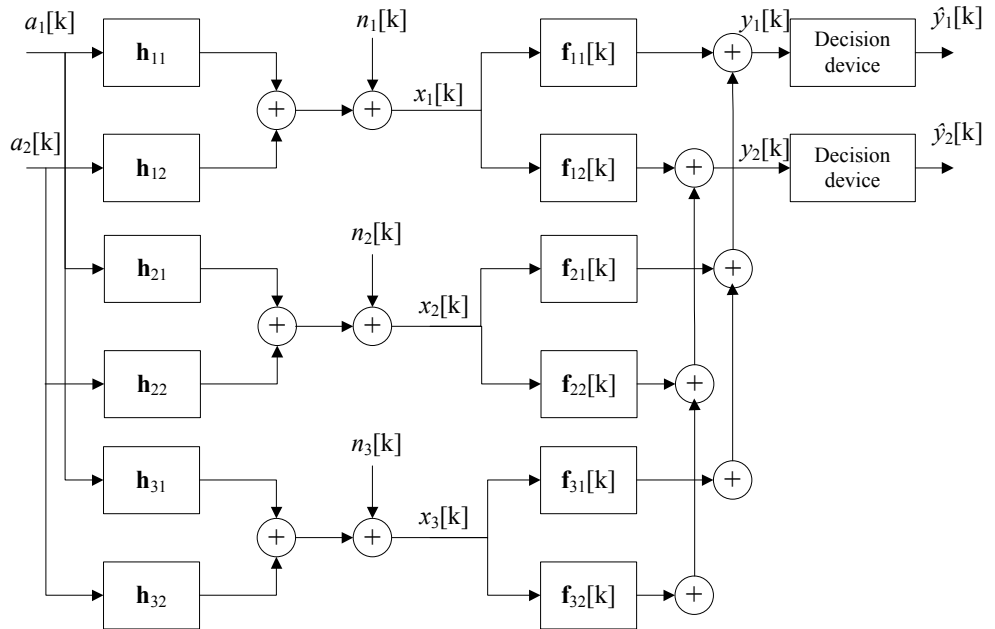 a₁[k]
h₁₁
n₁[k]
x₁[k]
f₁₁[k]
y₁[k]
Decision
device
ŷ₁[k]
+
+
+
a₂[k]
h₁₂
f₁₂[k]
+
y₂[k]
Decision
device
ŷ₂[k]
n₂[k]
h₂₁
f₂₁[k]
+
x₂[k]
+
+
h₂₂
f₂₂[k]
+
n₃[k]
h₃₁
f₃₁[k]
+
x₃[k]
+
+
h₃₂
f₃₂[k]
+